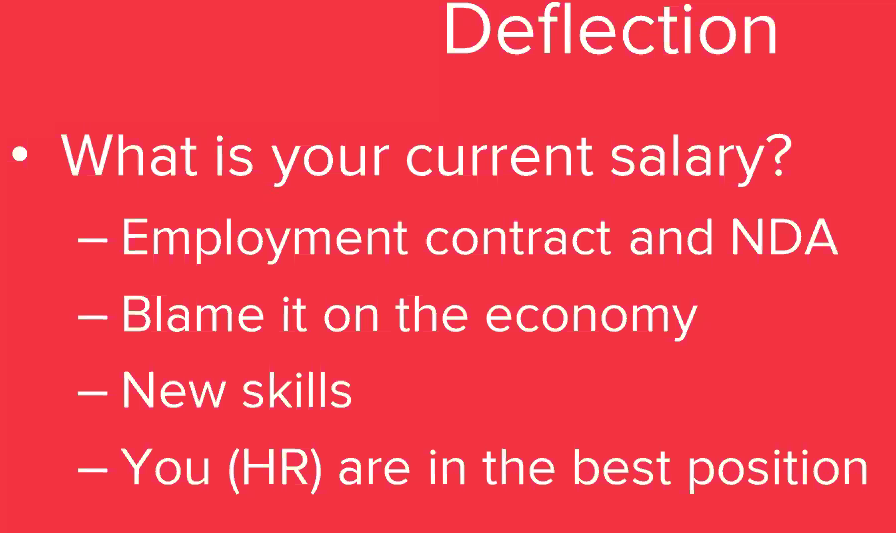 Deflection
• What is your current salary?
– Employment contract and NDA
– Blame it on the economy
– New skills
– You (HR) are in the best position